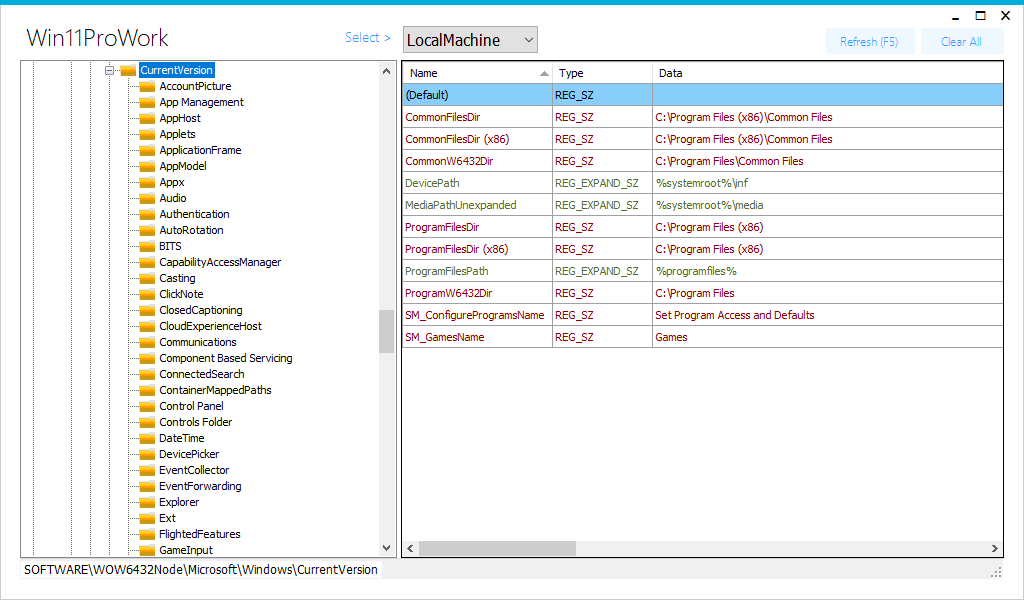 Win11ProWork
Select >
LocalMachine
Refresh (F5)
Clear All
CurrentVersion
AccountPicture
App Management
AppHost
Applets
ApplicationFrame
AppModel
Appx
Audio
Authentication
AutoRotation
BITS
CapabilityAccessManager
Casting
ClickNote
ClosedCaptioning
CloudExperienceHost
Communications
Component Based Servicing
ConnectedSearch
ContainerMappedPaths
Control Panel
Controls Folder
DateTime
DevicePicker
EventCollector
EventForwarding
Explorer
Ext
FlightedFeatures
GameInput
Name Type Data
(Default) REG_SZ
CommonFilesDir REG_SZ C:\Program Files (x86)\Common Files
CommonFilesDir (x86) REG_SZ C:\Program Files (x86)\Common Files
CommonW6432Dir REG_SZ C:\Program Files\Common Files
DevicePath REG_EXPAND_SZ %systemroot%\inf
MediaPathUnexpanded REG_EXPAND_SZ %systemroot%\media
ProgramFilesDir REG_SZ C:\Program Files (x86)
ProgramFilesDir (x86) REG_SZ C:\Program Files (x86)
ProgramFilesPath REG_EXPAND_SZ %programfiles%
ProgramW6432Dir REG_SZ C:\Program Files
SM_ConfigureProgramsName REG_SZ Set Program Access and Defaults
SM_GamesName REG_SZ Games
SOFTWARE\WOW6432Node\Microsoft\Windows\CurrentVersion